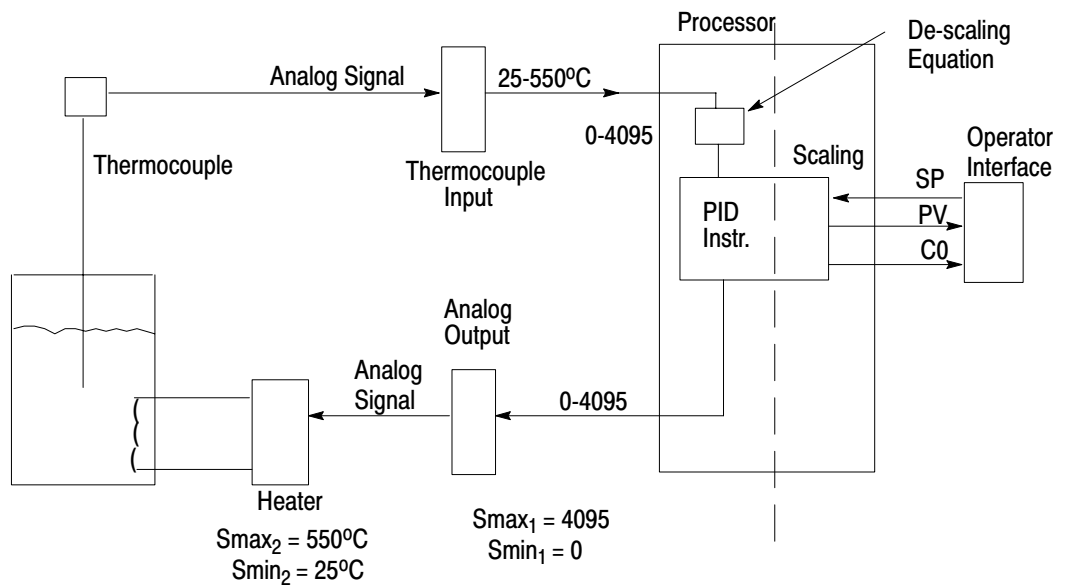 Processor
De-scaling
Equation
Analog Signal
25-550ºC
0-4095
Thermocouple
Thermocouple
Input
Scaling
Operator
Interface
SP
PV
C0
PID
Instr.
Analog
Output
Analog
Signal
0-4095
Heater
Smax2 = 550ºC
Smin2 = 25ºC
Smax1 = 4095
Smin1 = 0